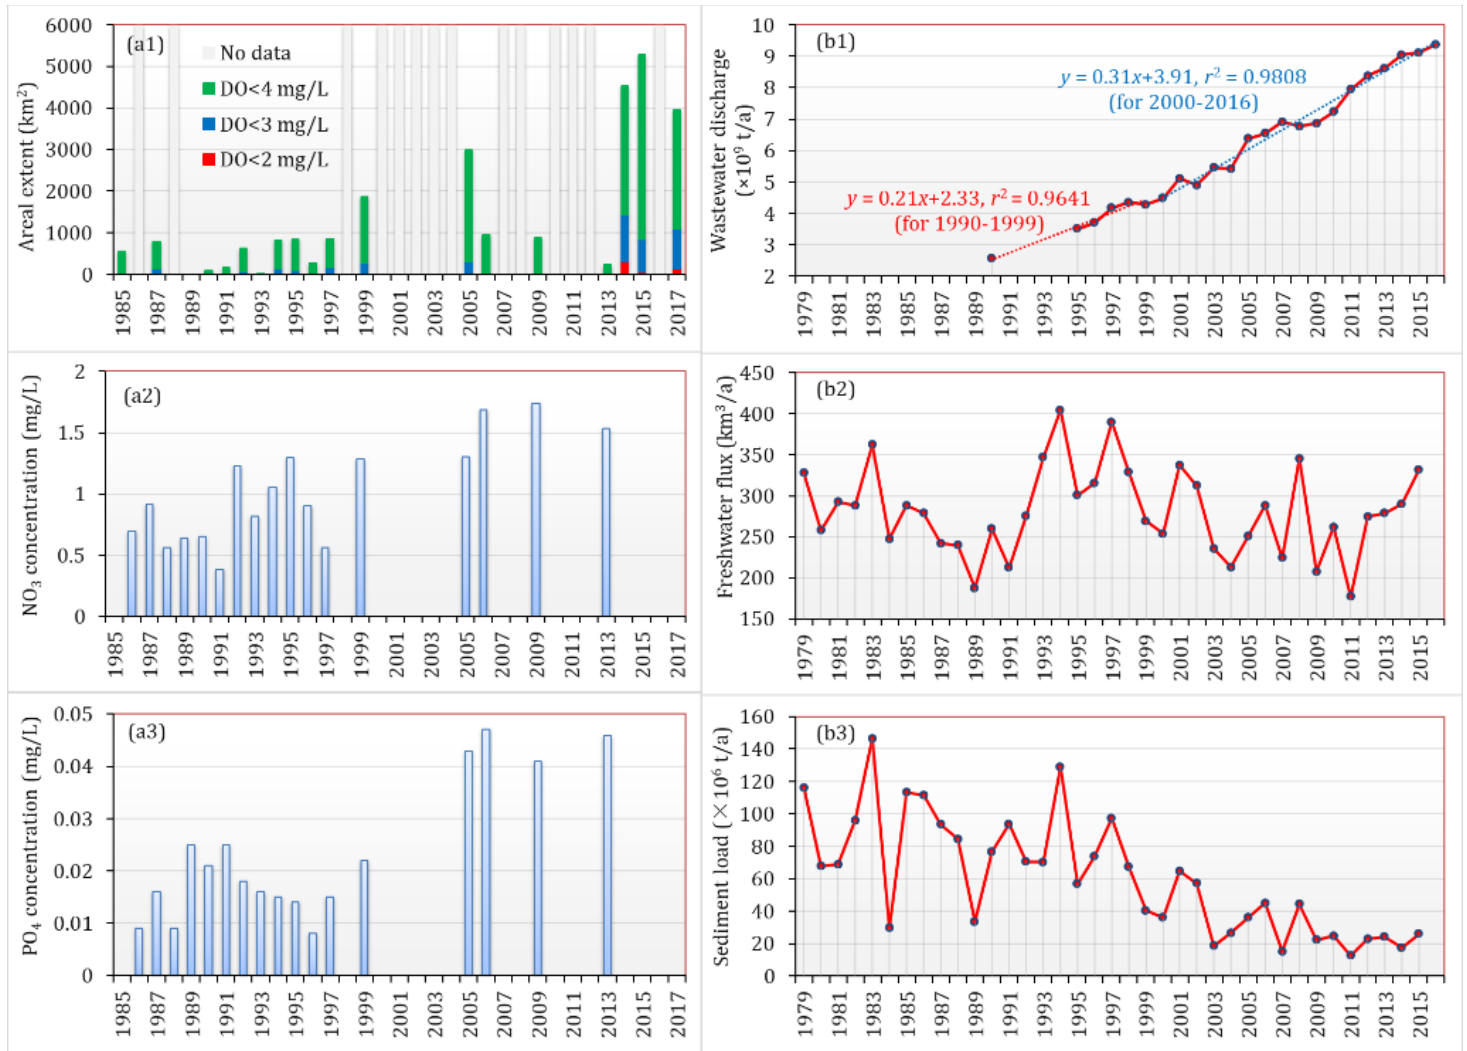 (a1)
Areal extent (km²)
6000
5000
4000
3000
2000
1000
0
No data
DO<4 mg/L
DO<3 mg/L
DO<2 mg/L
1985 1987 1989 1991 1993 1995 1997 1999 2001 2003 2005 2007 2009 2011 2013 2015 2017
(b1)
Wastewater discharge
(×10⁹ t/a)
10
9
8
7
6
5
4
3
2
y = 0.31x+3.91, r² = 0.9808
(for 2000-2016)
y = 0.21x+2.33, r² = 0.9641
(for 1990-1999)
1979 1981 1983 1985 1987 1989 1991 1993 1995 1997 1999 2001 2003 2005 2007 2009 2011 2013 2015
(a2)
NO₃ concentration (mg/L)
2
1.5
1
0.5
0
1985 1987 1989 1991 1993 1995 1997 1999 2001 2003 2005 2007 2009 2011 2013 2015 2017
(b2)
Freshwater flux (km³/a)
450
400
350
300
250
200
150
1979 1981 1983 1985 1987 1989 1991 1993 1995 1997 1999 2001 2003 2005 2007 2009 2011 2013 2015
(a3)
PO₄ concentration (mg/L)
0.05
0.04
0.03
0.02
0.01
0
1985 1987 1989 1991 1993 1995 1997 1999 2001 2003 2005 2007 2009 2011 2013 2015 2017
(b3)
Sediment load (×10⁶ t/a)
160
140
120
100
80
60
40
20
0
1979 1981 1983 1985 1987 1989 1991 1993 1995 1997 1999 2001 2003 2005 2007 2009 2011 2013 2015